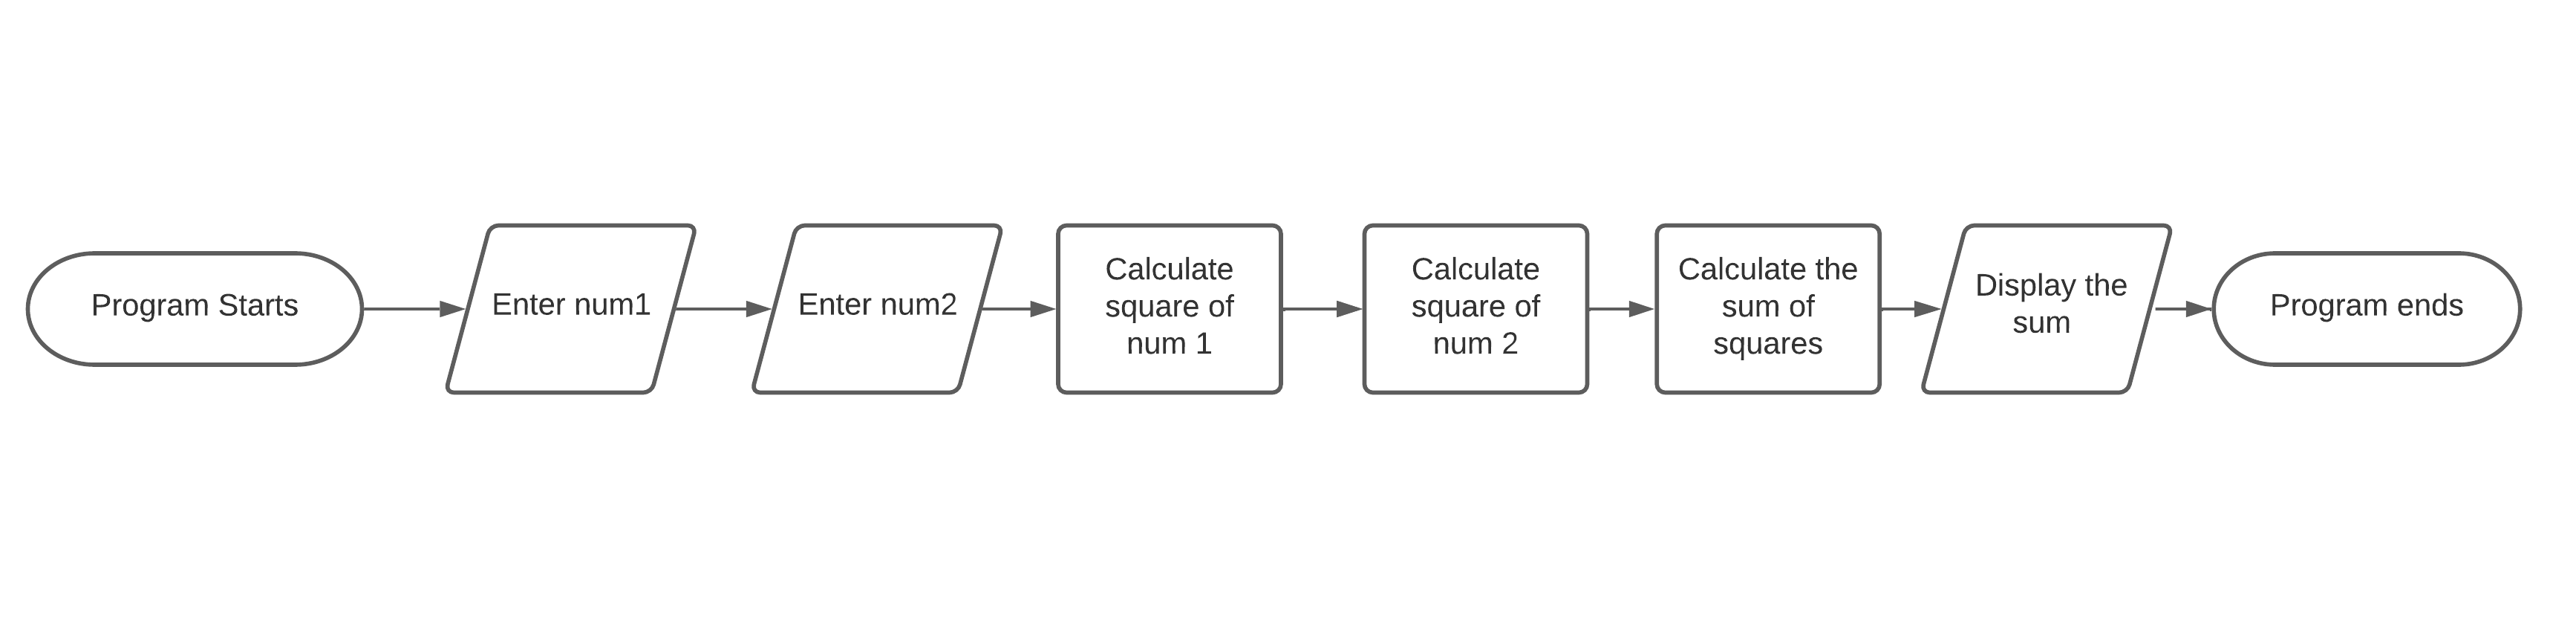 Program Starts
Enter num1
Enter num2
Calculate
square of
num 1
Calculate
square of
num 2
Calculate the
sum of
squares
Display the
sum
Program ends